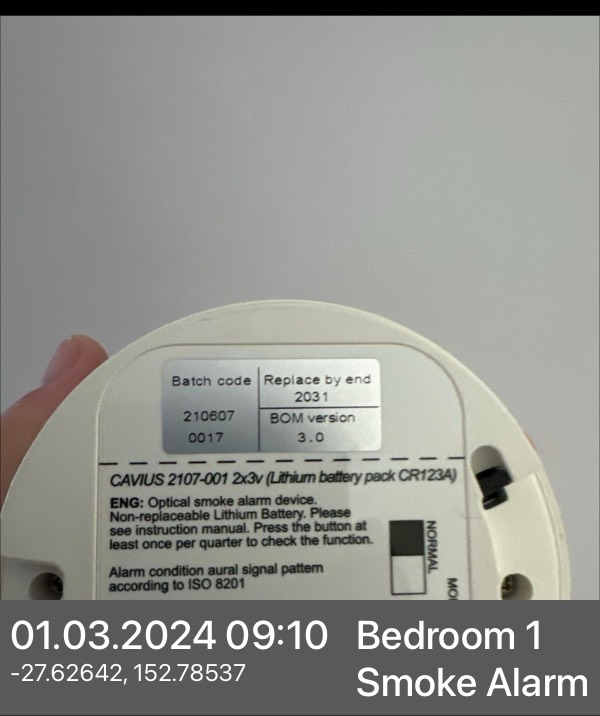 Batch code
210607
0017
Replace by end
2031
BOM version
3.0
CAVIUS 2107-001 2x3v (Lithium battery pack CR123A)
ENG: Optical smoke alarm device.
Non-replaceable Lithium Battery. Please
see instruction manual. Press the button at
least once per quarter to check the function.
Alarm condition aural signal pattern
according to ISO 8201
NORMAL
01.03.2024 09:10
-27.62642, 152.78537
Bedroom 1
Smoke Alarm